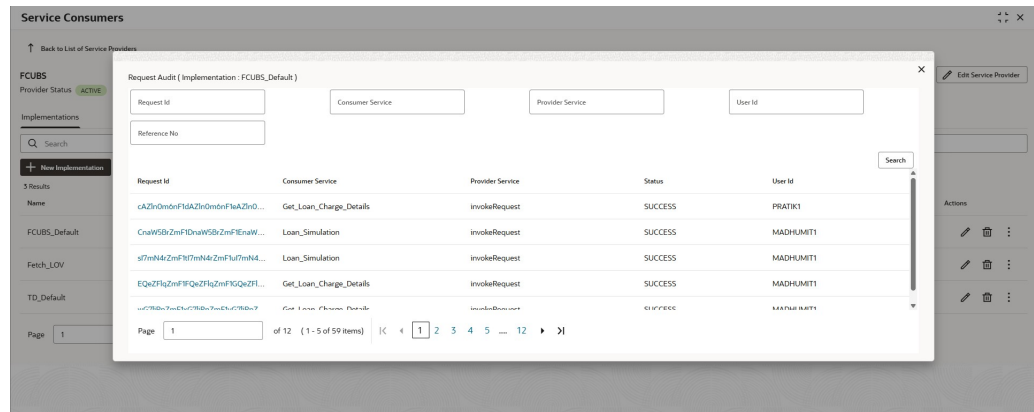 Service Consumers
Back to List of Service Providers
FCUBS
Provider Status ACTIVE
Edit Service Provider
Implementations
Search
New Implementation
3 Results
Name
Actions
FCUBS_Default
Fetch_LOV
TD_Default
Page 1
Request Audit ( Implementation : FCUBS_Default )
Request Id
Consumer Service
Provider Service
User Id
Reference No
Search
Request Id Consumer Service Provider Service Status User Id
Get_Loan_Charge_Details invokeRequest SUCCESS PRATIK1
Loan_Simulation invokeRequest SUCCESS MADHUMIT1
Loan_Simulation invokeRequest SUCCESS MADHUMIT1
Get_Loan_Charge_Details invokeRequest SUCCESS MADHUMIT1
Get_Loan_Charge_Details invokeRequest SUCCESS MADHUMIT1
Page 1 of 12 ( 1 - 5 of 59 items) 1 2 3 4 5 .... 12